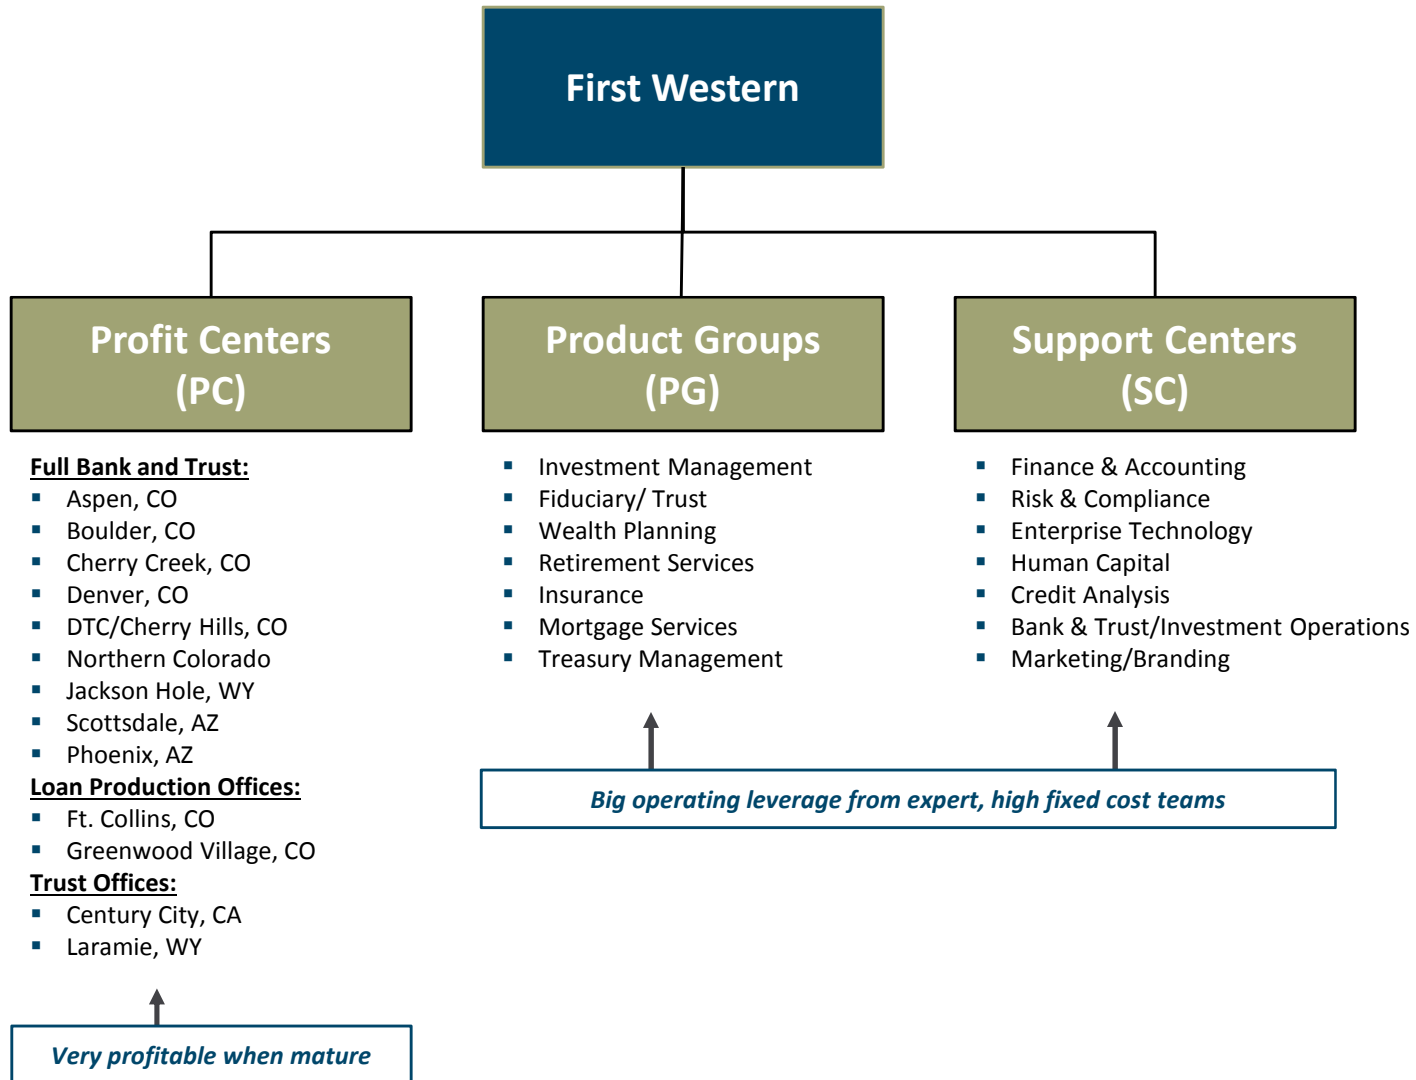 First Western
Profit Centers
(PC)
Full Bank and Trust:
▪ Aspen, CO
▪ Boulder, CO
▪ Cherry Creek, CO
▪ Denver, CO
▪ DTC/Cherry Hills, CO
▪ Northern Colorado
▪ Jackson Hole, WY
▪ Scottsdale, AZ
▪ Phoenix, AZ
Loan Production Offices:
▪ Ft. Collins, CO
▪ Greenwood Village, CO
Trust Offices:
▪ Century City, CA
▪ Laramie, WY
Very profitable when mature
Product Groups
(PG)
▪ Investment Management
▪ Fiduciary/ Trust
▪ Wealth Planning
▪ Retirement Services
▪ Insurance
▪ Mortgage Services
▪ Treasury Management
Support Centers
(SC)
▪ Finance & Accounting
▪ Risk & Compliance
▪ Enterprise Technology
▪ Human Capital
▪ Credit Analysis
▪ Bank & Trust/Investment Operations
▪ Marketing/Branding
Big operating leverage from expert, high fixed cost teams